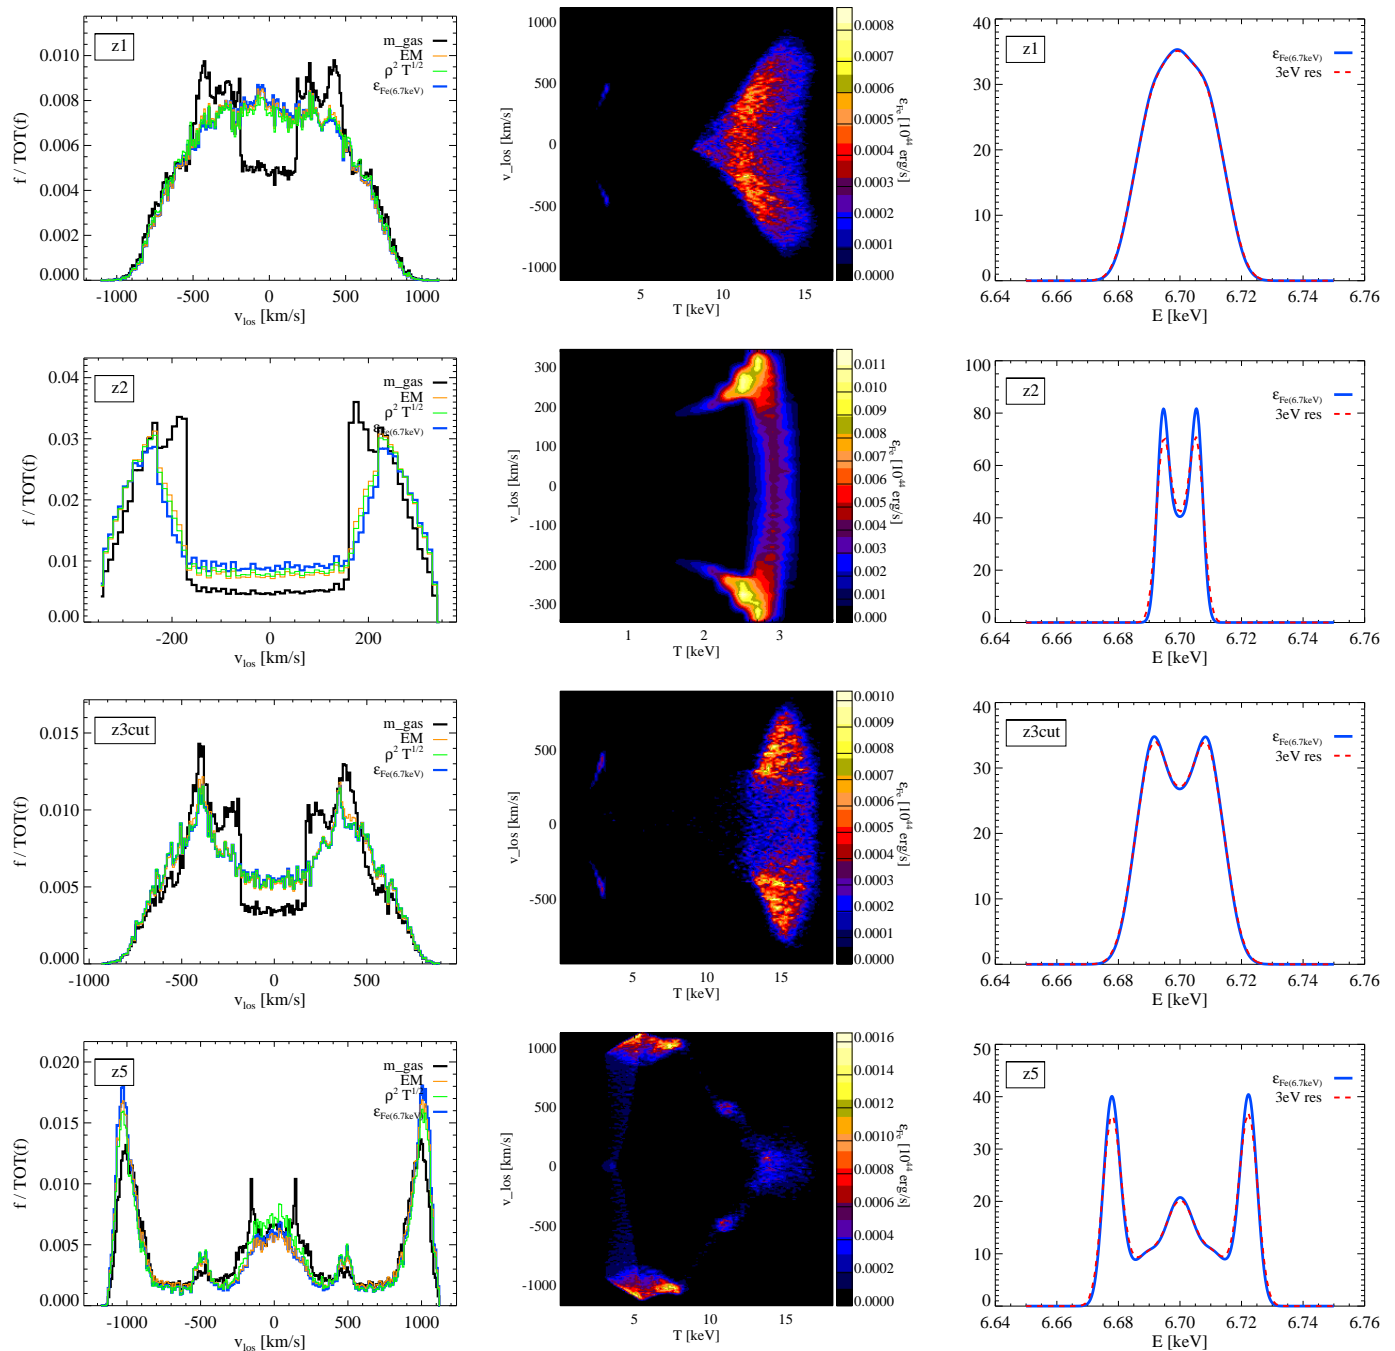 z1
m_gas
EM
ρ² T^1/2
ε_Fe(6.7keV)
f / TOT(f)
0.010
0.008
0.006
0.004
0.002
0.000
-1000 -500 0 500 1000
v_los [km/s]
1000
500
0
-500
-1000
v_los [km/s]
5 10 15
T [keV]
0.0008
0.0007
0.0006
0.0005
0.0004
0.0003
0.0002
0.0001
0.0000
ε_Fe [10^44 erg/s]
z1
ε_Fe(6.7keV)
3eV res
40
30
20
10
0
6.64 6.66 6.68 6.70 6.72 6.74 6.76
E [keV]
z2
m_gas
EM
ρ² T^1/2
ε_Fe(6.7keV)
f / TOT(f)
0.04
0.03
0.02
0.01
0.00
-200 0 200
v_los [km/s]
300
200
100
0
-100
-200
-300
v_los [km/s]
1 2 3
T [keV]
0.011
0.010
0.009
0.008
0.007
0.006
0.005
0.004
0.003
0.002
0.001
0.000
ε_Fe [10^44 erg/s]
z2
ε_Fe(6.7keV)
3eV res
100
80
60
40
20
0
6.64 6.66 6.68 6.70 6.72 6.74 6.76
E [keV]
z3cut
m_gas
EM
ρ² T^1/2
ε_Fe(6.7keV)
f / TOT(f)
0.015
0.010
0.005
0.000
-1000 -500 0 500
v_los [km/s]
500
0
-500
v_los [km/s]
5 10 15
T [keV]
0.0010
0.0009
0.0008
0.0007
0.0006
0.0005
0.0004
0.0003
0.0002
0.0001
0.0000
ε_Fe [10^44 erg/s]
z3cut
ε_Fe(6.7keV)
3eV res
40
30
20
10
0
6.64 6.66 6.68 6.70 6.72 6.74 6.76
E [keV]
z5
m_gas
EM
ρ² T^1/2
ε_Fe(6.7keV)
f / TOT(f)
0.020
0.015
0.010
0.005
0.000
-1000 -500 0 500 1000
v_los [km/s]
1000
500
0
-500
-1000
v_los [km/s]
5 10 15
T [keV]
0.0016
0.0014
0.0012
0.0010
0.0008
0.0006
0.0004
0.0002
0.0000
ε_Fe [10^44 erg/s]
z5
ε_Fe(6.7keV)
3eV res
50
40
30
20
10
0
6.64 6.66 6.68 6.70 6.72 6.74 6.76
E [keV]